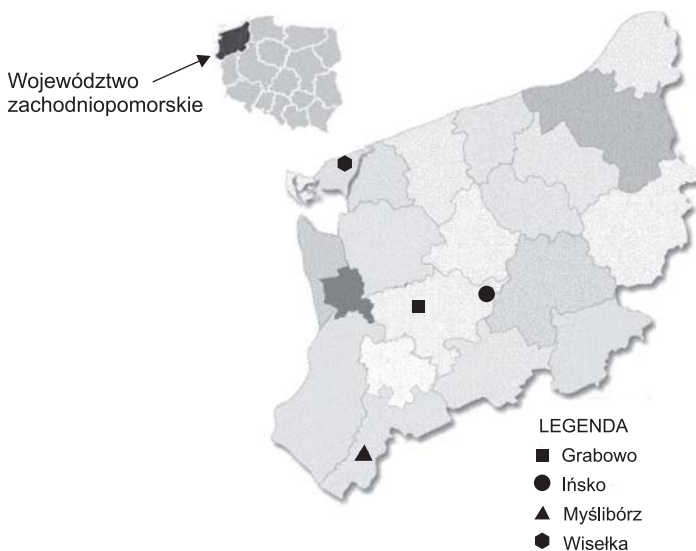 Województwo
zachodniopomorskie
LEGENDA
Grabowo
Ińsko
Myślibórz
Wisełka